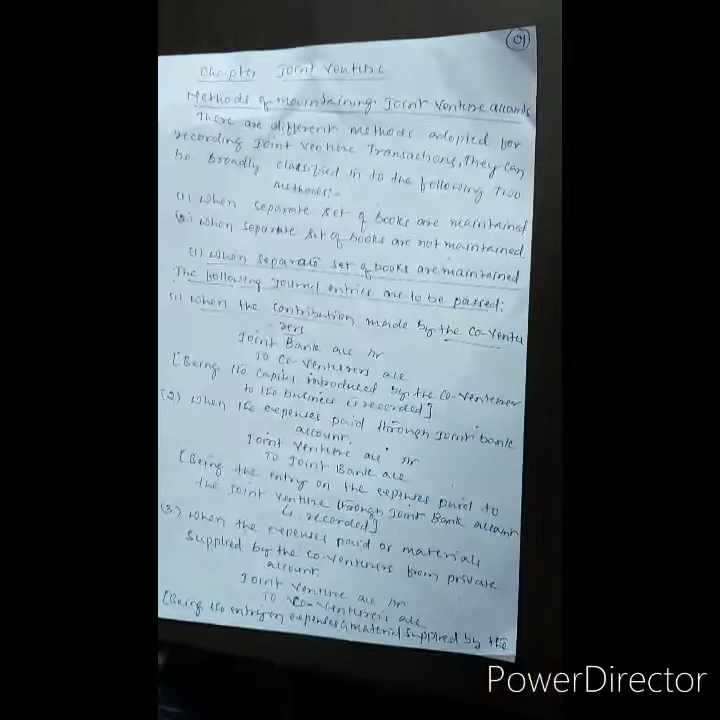 01
Chapter Joint Venture
Methods of maintaining Joint Venture accounts
There are different methods adopted for
recording Joint Venture Transactions, They can
be broadly classified in to the following Two
methods:-
(1) When separate set of books are maintained
(2) When separate set of books are not maintained
(1) When separate set of books are maintained
The following Journal entries are to be passed:
(1) When the contribution made by the co-ventu
rers
Joint Bank a/c Dr
To Co-venturers a/c
[Being the capital introduced by the co-venturer
to the business is recorded]
(2) When the expenses paid through Joint bank
account.
Joint Venture a/c Dr
To Joint Bank a/c
[Being the entry on the expenses paid to
the Joint venture through Joint Bank account
is recorded]
(3) When the expenses paid or materials
supplied by the co-venturers from private
account.
Joint Venture a/c Dr
To Co-Venturers a/c
[Being the entry on expenses & material supplied by the
PowerDirector